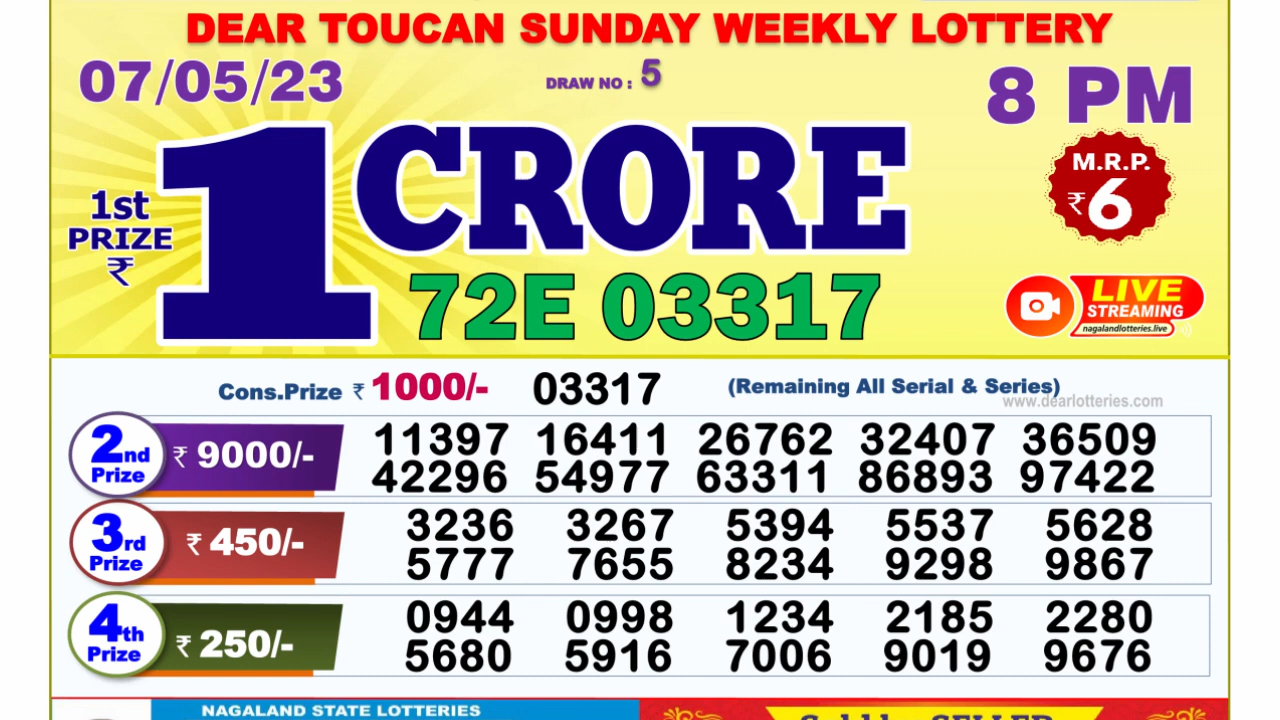 DEAR TOUCAN SUNDAY WEEKLY LOTTERY
07/05/23
DRAW NO : 5
8 PM
1st
PRIZE
₹
1 CRORE
M.R.P.
₹ 6
72E 03317
LIVE
STREAMING
nagalandlotteries.live
Cons.Prize ₹ 1000/- 03317 (Remaining All Serial & Series)
www.dearlotteries.com
2nd Prize ₹ 9000/-
11397 16411 26762 32407 36509
42296 54977 63311 86893 97422
3rd Prize ₹ 450/-
3236 3267 5394 5537 5628
5777 7655 8234 9298 9867
4th Prize ₹ 250/-
0944 0998 1234 2185 2280
5680 5916 7006 9019 9676
NAGALAND STATE LOTTERIES